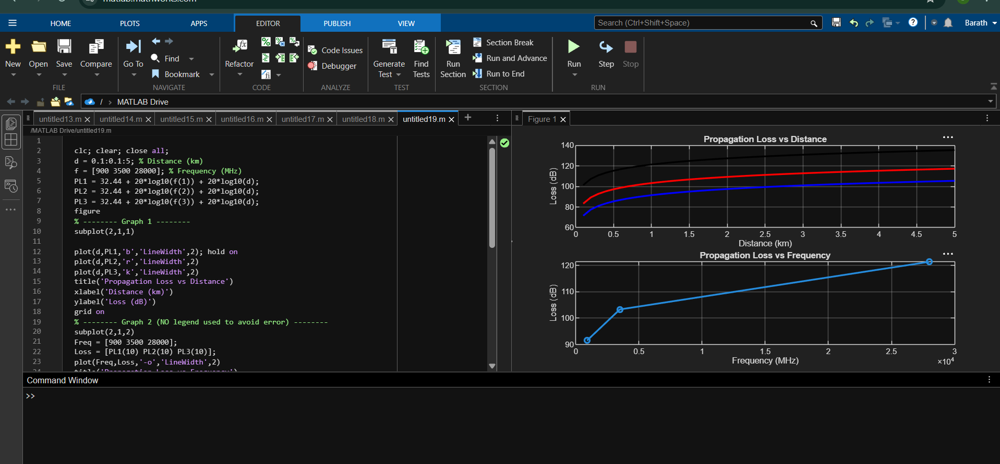 HOME PLOTS APPS EDITOR PUBLISH VIEW Search (Ctrl+Shift+Space) Barath
New Open Save Compare Go To Find Bookmark Refactor Code Issues Debugger Generate Test Find Tests Run Section Section Break Run and Advance Run to End Run Step Stop
FILE NAVIGATE CODE ANALYZE TEST SECTION RUN
/ › MATLAB Drive
untitled13.m untitled14.m untitled15.m untitled16.m untitled17.m untitled18.m untitled19.m
/MATLAB Drive/untitled19.m
1
2 clc; clear; close all;
3 d = 0.1:0.1:5; % Distance (km)
4 f = [900 3500 28000]; % Frequency (MHz)
5 PL1 = 32.44 + 20*log10(f(1)) + 20*log10(d);
6 PL2 = 32.44 + 20*log10(f(2)) + 20*log10(d);
7 PL3 = 32.44 + 20*log10(f(3)) + 20*log10(d);
8 figure
9 % -------- Graph 1 --------
10 subplot(2,1,1)
11
12 plot(d,PL1,'b','LineWidth',2); hold on
13 plot(d,PL2,'r','LineWidth',2)
14 plot(d,PL3,'k','LineWidth',2)
15 title('Propagation Loss vs Distance')
16 xlabel('Distance (km)')
17 ylabel('Loss (dB)')
18 grid on
19 % -------- Graph 2 (NO legend used to avoid error) --------
20 subplot(2,1,2)
21 Freq = [900 3500 28000];
22 Loss = [PL1(10) PL2(10) PL3(10)];
23 plot(Freq,Loss,'-o','LineWidth',2)
Figure 1
Propagation Loss vs Distance
140
120
100
80
60
Loss (dB)
0 0.5 1 1.5 2 2.5 3 3.5 4 4.5 5
Distance (km)
Propagation Loss vs Frequency
120
110
100
90
Loss (dB)
0 0.5 1 1.5 2 2.5 3
Frequency (MHz) ×10⁴
Command Window
>>